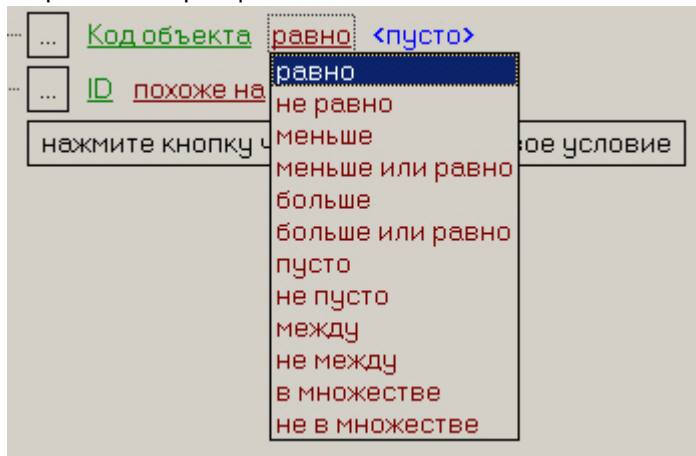 ... Код объекта равно <пусто>
... ID похоже на
нажмите кнопку ое условие
равно
не равно
меньше
меньше или равно
больше
больше или равно
пусто
не пусто
между
не между
в множестве
не в множестве